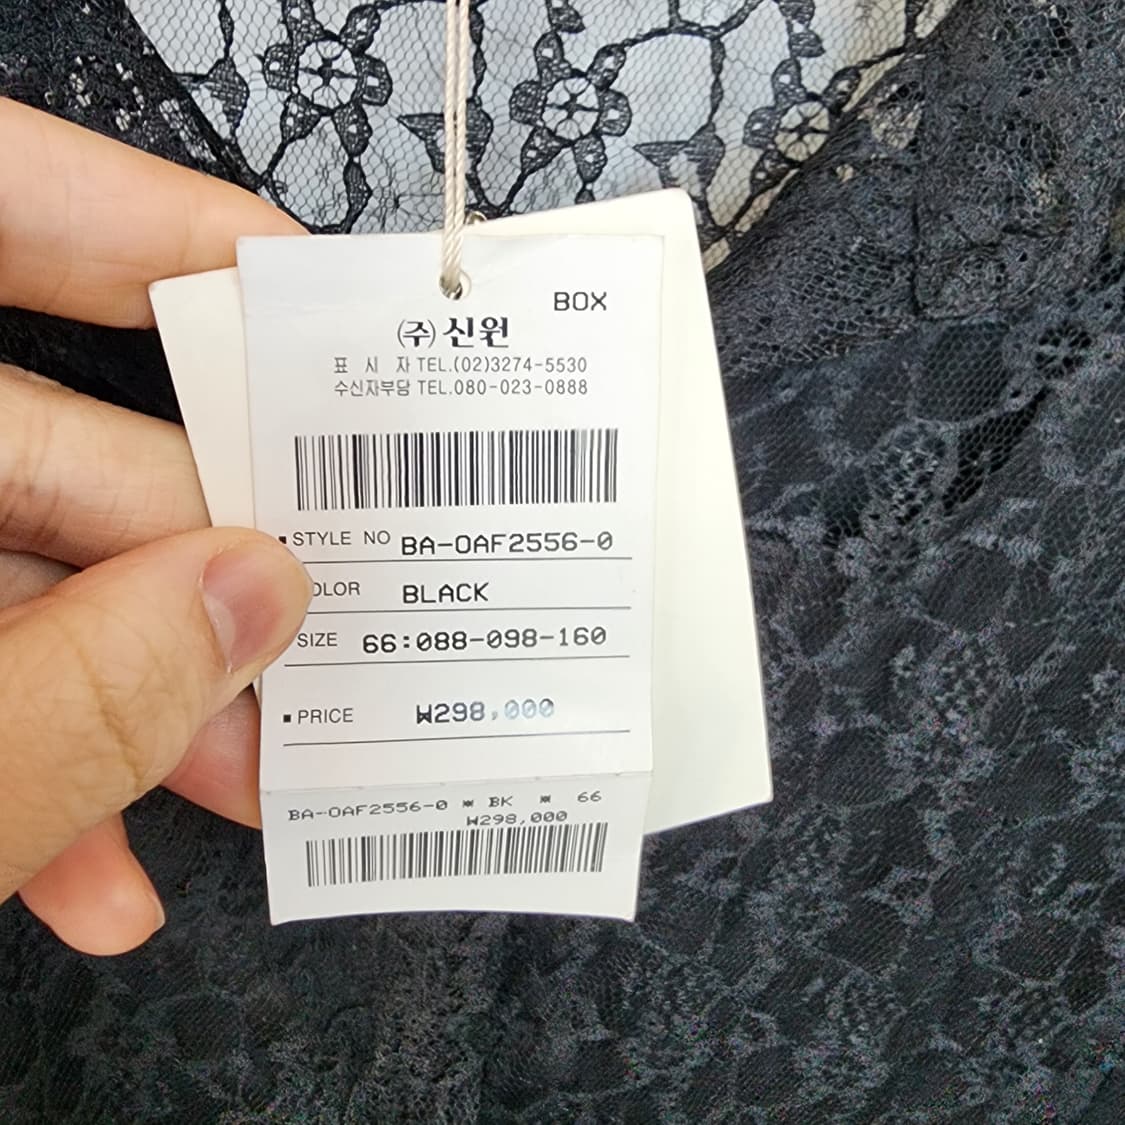 BOX
㈜신원
표 시 자 TEL.(02)3274-5530
수신자부담 TEL.080-023-0888
▪STYLE NO BA-OAF2556-0
OLOR BLACK
SIZE 66:088-098-160
▪PRICE ₩298,000
BA-OAF2556-0 ※ BK ※ 66
₩298,000